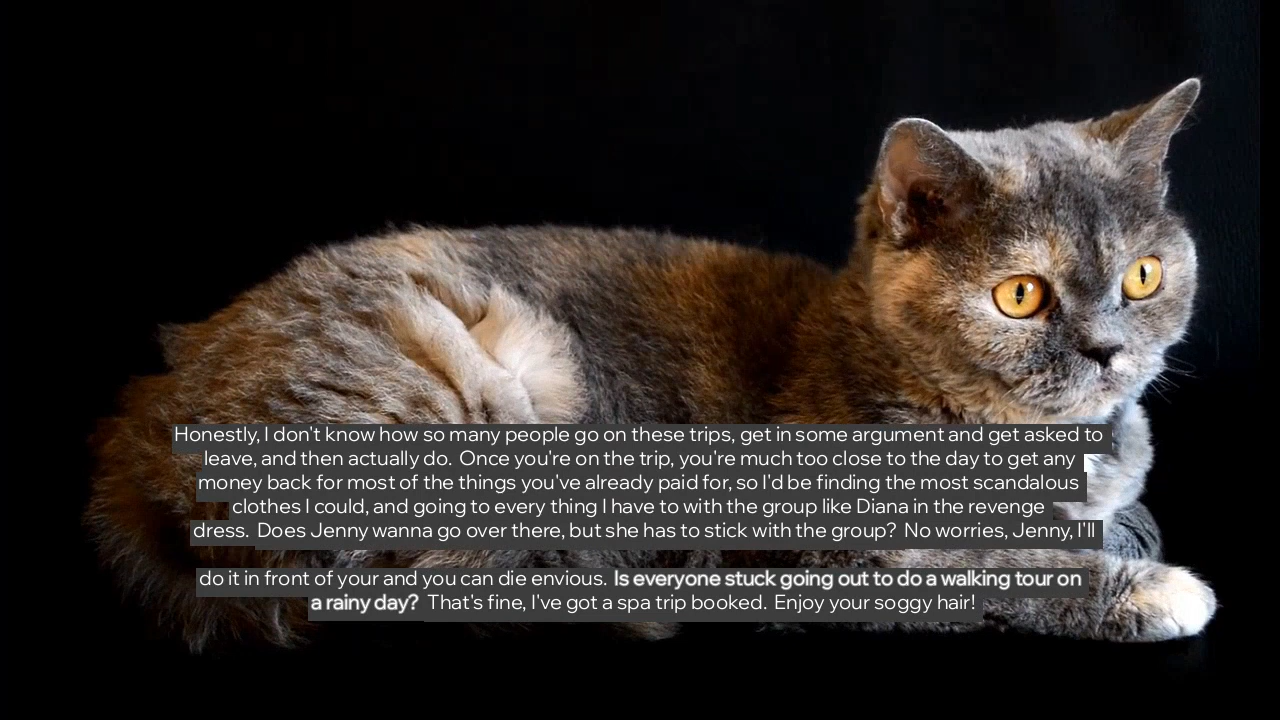 Honestly, I don't know how so many people go on these trips, get in some argument and get asked to
leave, and then actually do. Once you're on the trip, you're much too close to the day to get any
money back for most of the things you've already paid for, so I'd be finding the most scandalous
clothes I could, and going to every thing I have to with the group like Diana in the revenge
dress. Does Jenny wanna go over there, but she has to stick with the group? No worries, Jenny, I'll
do it in front of your and you can die envious. Is everyone stuck going out to do a walking tour on
a rainy day? That's fine, I've got a spa trip booked. Enjoy your soggy hair!